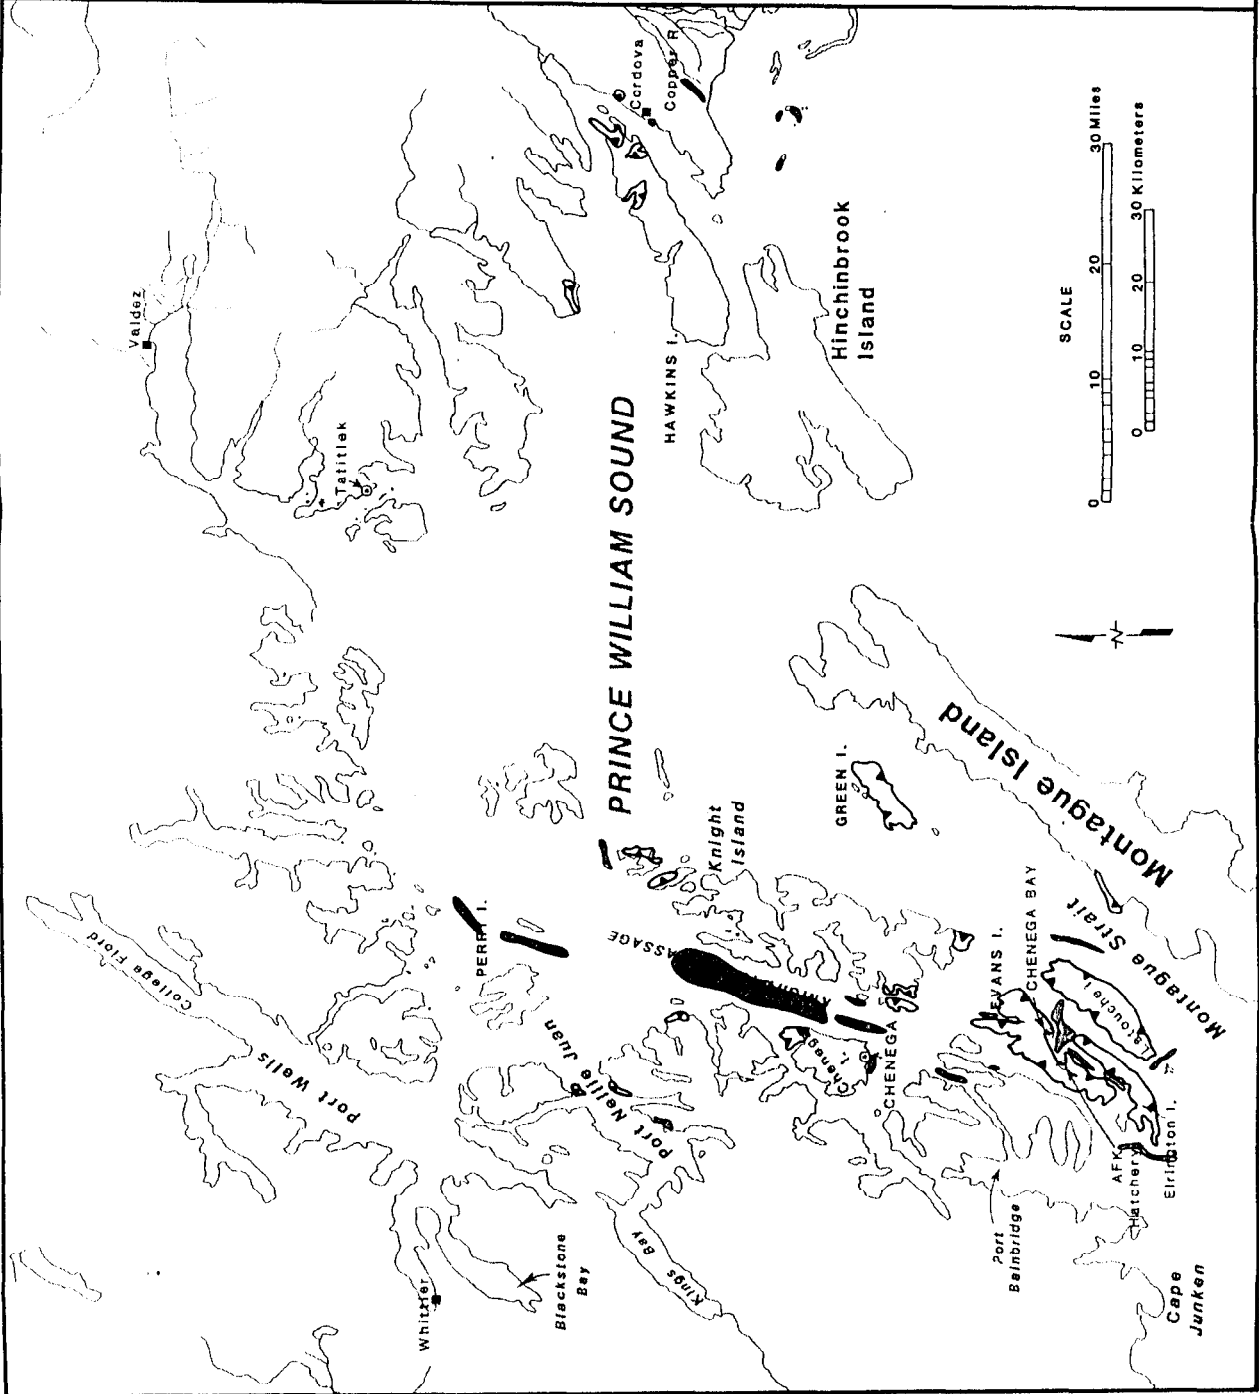 Valdez
Tatitlek
Cordova
Copper R
College Fiord
Port Wells
Whittier
Blackstone
Bay
PERRY I.
Port Nellie Juan
Kings Bay
PRINCE WILLIAM SOUND
HAWKINS I.
Hinchinbrook
Island
Knight
Island
PASSAGE
GREEN I.
Montague Island
Chenega
I.
CHENEGA
EVANS I.
CHENEGA BAY
Montague Strait
Port
Bainbridge
AFK
Hatchery
Elrington I.
Cape
Junken
N
SCALE
0 10 20 30 Miles
0 10 20 30 Kilometers